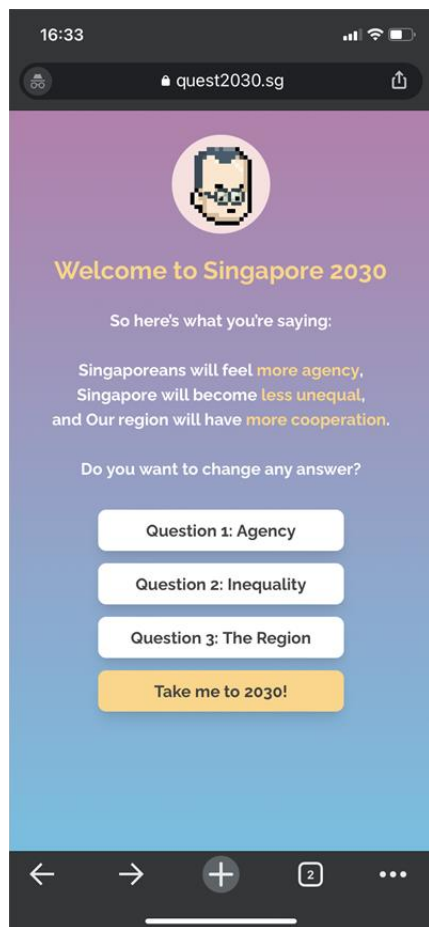 16:33
quest2030.sg
Welcome to Singapore 2030
So here's what you're saying:
Singaporeans will feel more agency,
Singapore will become less unequal,
and Our region will have more cooperation.
Do you want to change any answer?
Question 1: Agency
Question 2: Inequality
Question 3: The Region
Take me to 2030!
2